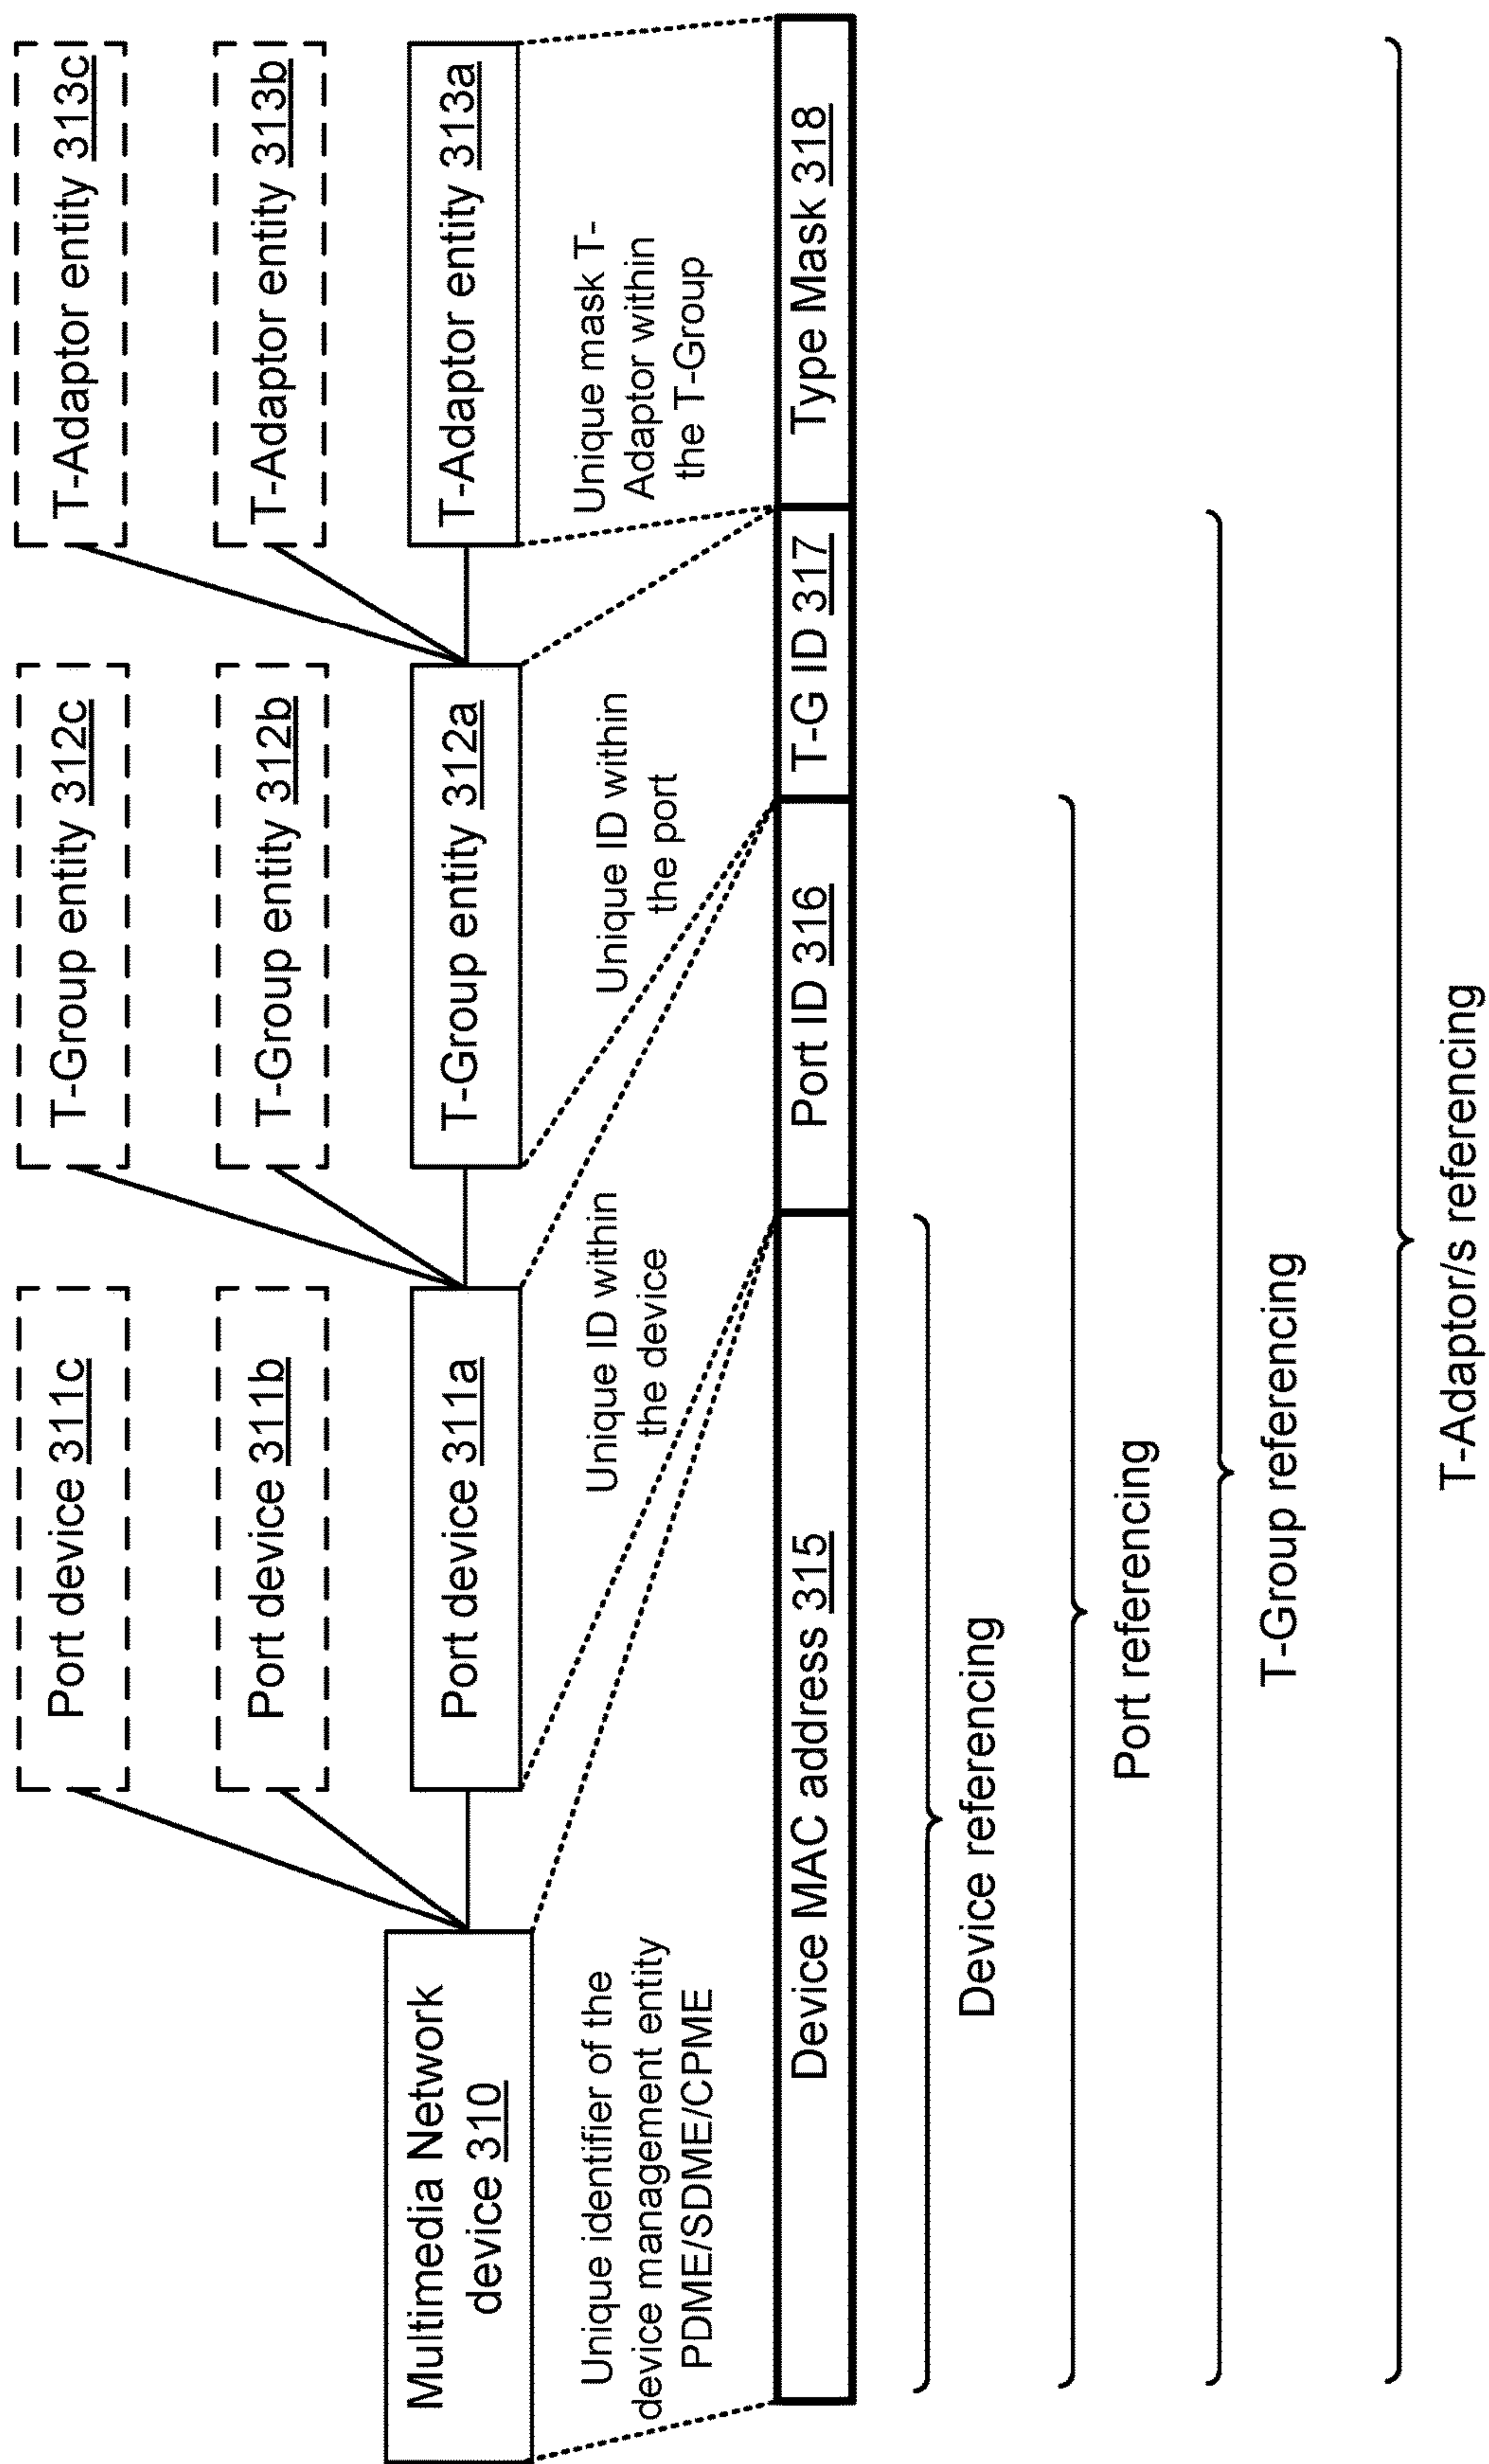 Port device 311c
T-Group entity 312c
T-Adaptor entity 313c
Port device 311b
T-Group entity 312b
T-Adaptor entity 313b
Multimedia Network
device 310
Port device 311a
T-Group entity 312a
T-Adaptor entity 313a
Unique identifier of the
device management entity
PDME/SDME/CPME
Unique ID within
the device
Unique ID within
the port
Unique mask T-
Adaptor within
the T-Group
Device MAC address 315
Port ID 316
T-G ID 317
Type Mask 318
Device referencing
Port referencing
T-Group referencing
T-Adaptor/s referencing